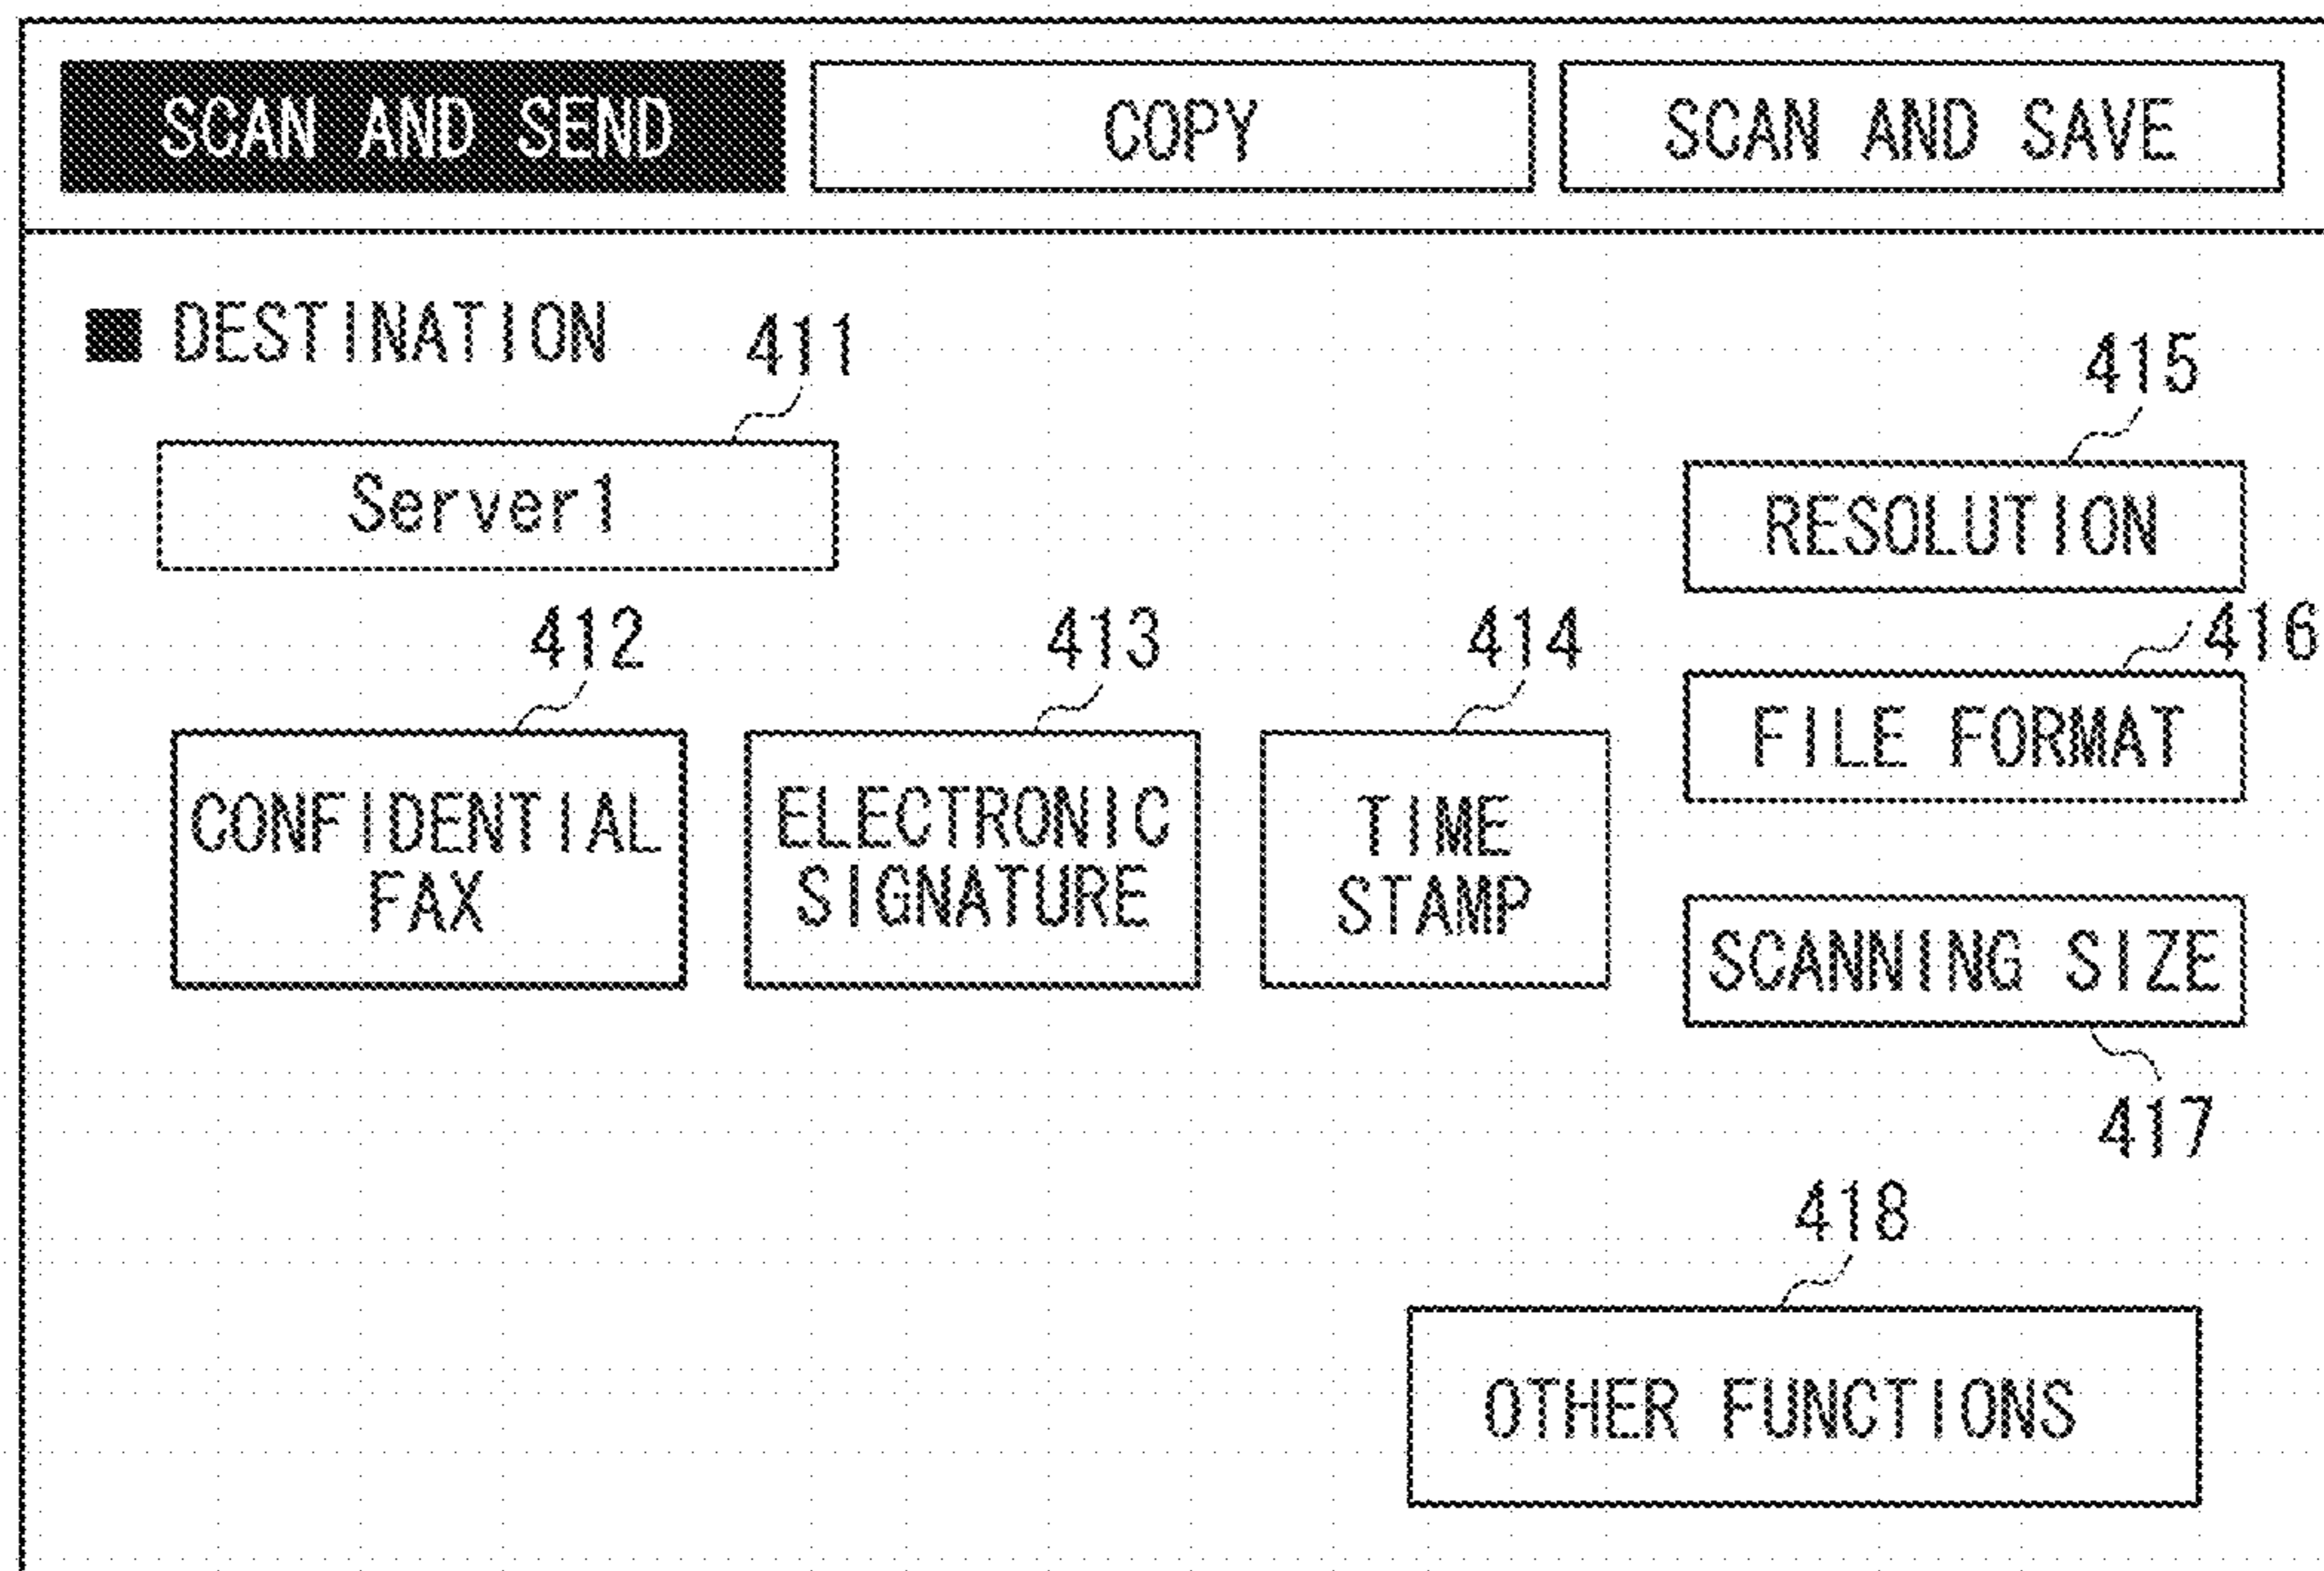 SCAN AND SEND
COPY
SCAN AND SAVE
■ DESTINATION
411
Server1
415
RESOLUTION
412
413
414
416
FILE FORMAT
CONFIDENTIAL
FAX
ELECTRONIC
SIGNATURE
TIME
STAMP
SCANNING SIZE
417
418
OTHER FUNCTIONS